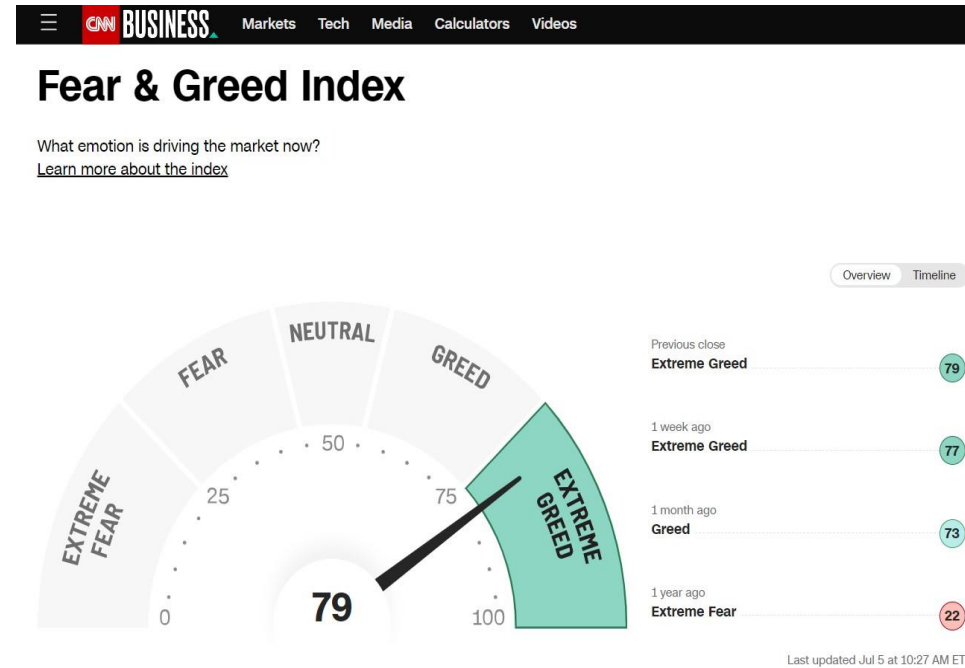 CNN BUSINESS
Markets Tech Media Calculators Videos
Fear & Greed Index
What emotion is driving the market now?
Learn more about the index
Overview Timeline
EXTREME
FEAR
FEAR
NEUTRAL
GREED
EXTREME
GREED
0
25
50
75
100
79
Previous close
Extreme Greed 79
1 week ago
Extreme Greed 77
1 month ago
Greed 73
1 year ago
Extreme Fear 22
Last updated Jul 5 at 10:27 AM ET